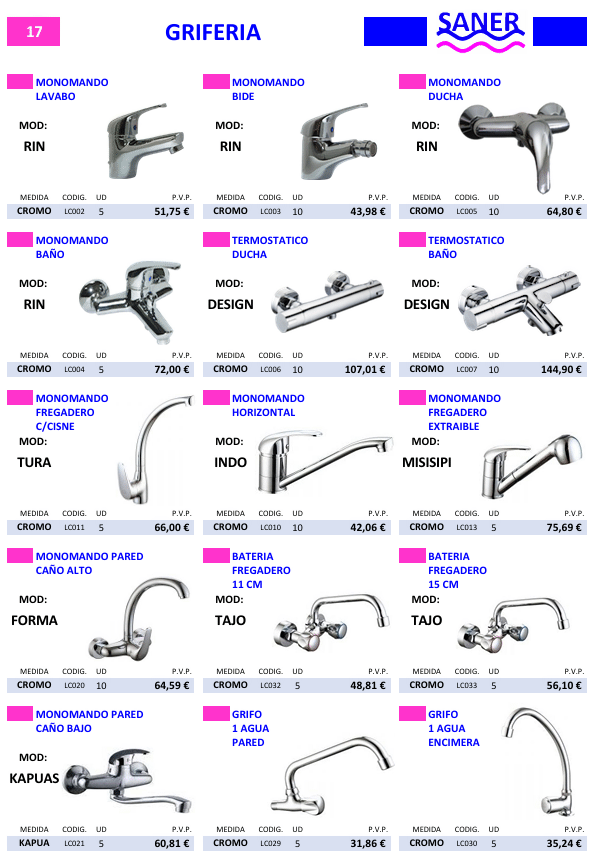 17
GRIFERIA
SANER
MONOMANDO
LAVABO
MOD:
RIN
MEDIDA CODIG. UD P.V.P.
CROMO LC002 5 51,75 €
MONOMANDO
BIDE
MOD:
RIN
MEDIDA CODIG. UD P.V.P.
CROMO LC003 10 43,98 €
MONOMANDO
DUCHA
MOD:
RIN
MEDIDA CODIG. UD P.V.P.
CROMO LC005 10 64,80 €
MONOMANDO
BAÑO
MOD:
RIN
MEDIDA CODIG. UD P.V.P.
CROMO LC004 5 72,00 €
TERMOSTATICO
DUCHA
MOD:
DESIGN
MEDIDA CODIG. UD P.V.P.
CROMO LC006 10 107,01 €
TERMOSTATICO
BAÑO
MOD:
DESIGN
MEDIDA CODIG. UD P.V.P.
CROMO LC007 10 144,90 €
MONOMANDO
FREGADERO
C/CISNE
MOD:
TURA
MEDIDA CODIG. UD P.V.P.
CROMO LC011 5 66,00 €
MONOMANDO
HORIZONTAL
MOD:
INDO
MEDIDA CODIG. UD P.V.P.
CROMO LC010 10 42,06 €
MONOMANDO
FREGADERO
EXTRAIBLE
MOD:
MISISIPI
MEDIDA CODIG. UD P.V.P.
CROMO LC013 5 75,69 €
MONOMANDO PARED
CAÑO ALTO
MOD:
FORMA
MEDIDA CODIG. UD P.V.P.
CROMO LC020 10 64,59 €
BATERIA
FREGADERO
11 CM
MOD:
TAJO
MEDIDA CODIG. UD P.V.P.
CROMO LC032 5 48,81 €
BATERIA
FREGADERO
15 CM
MOD:
TAJO
MEDIDA CODIG. UD P.V.P.
CROMO LC033 5 56,10 €
MONOMANDO PARED
CAÑO BAJO
MOD:
KAPUAS
MEDIDA CODIG. UD P.V.P.
KAPUA LC021 5 60,81 €
GRIFO
1 AGUA
PARED
MEDIDA CODIG. UD P.V.P.
CROMO LC029 5 31,86 €
GRIFO
1 AGUA
ENCIMERA
MEDIDA CODIG. UD P.V.P.
CROMO LC030 5 35,24 €